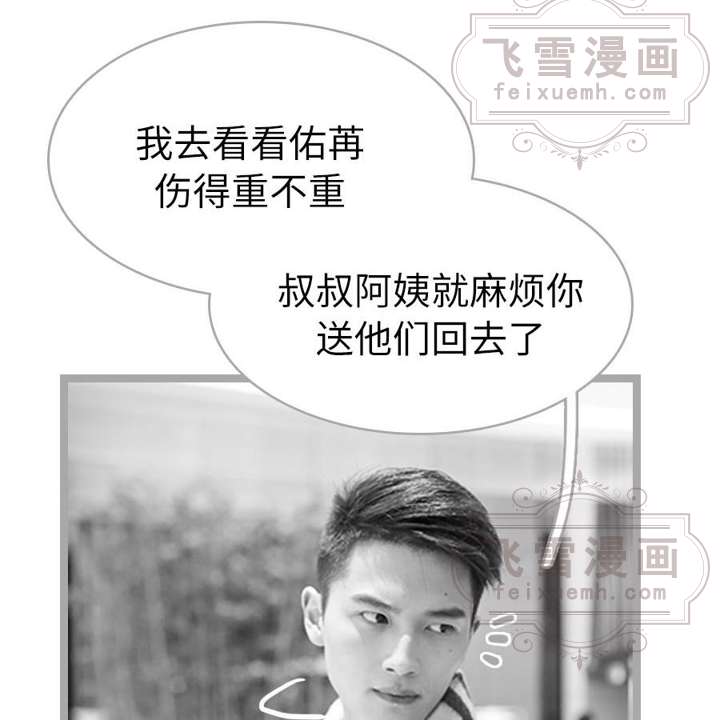 飞雪漫画
feixuemh.com
我去看看佑苒
伤得重不重
叔叔阿姨就麻烦你
送他们回去了
飞雪漫画
feixuemh.com